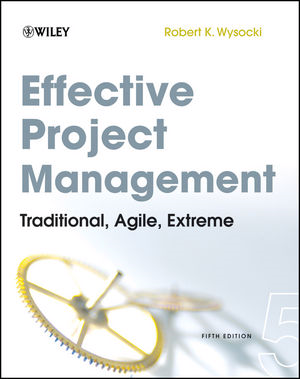 WILEY
Robert K. Wysocki
Effective
Project
Management
Traditional, Agile, Extreme
FIFTH EDITION
5